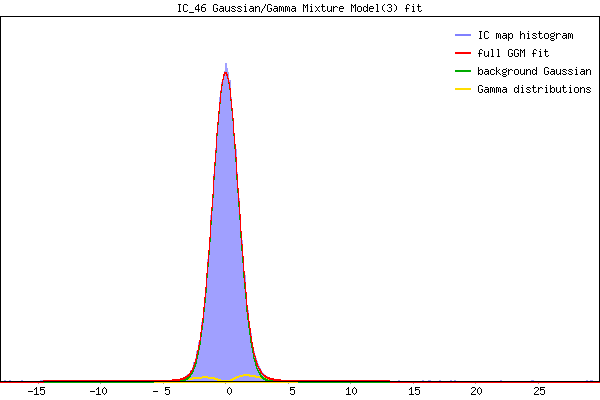 IC_46 Gaussian/Gamma Mixture Model(3) fit
IC map histogram
full GGM fit
background Gaussian
Gamma distributions
-15 -10 - 5 0 5 10 15 20 25